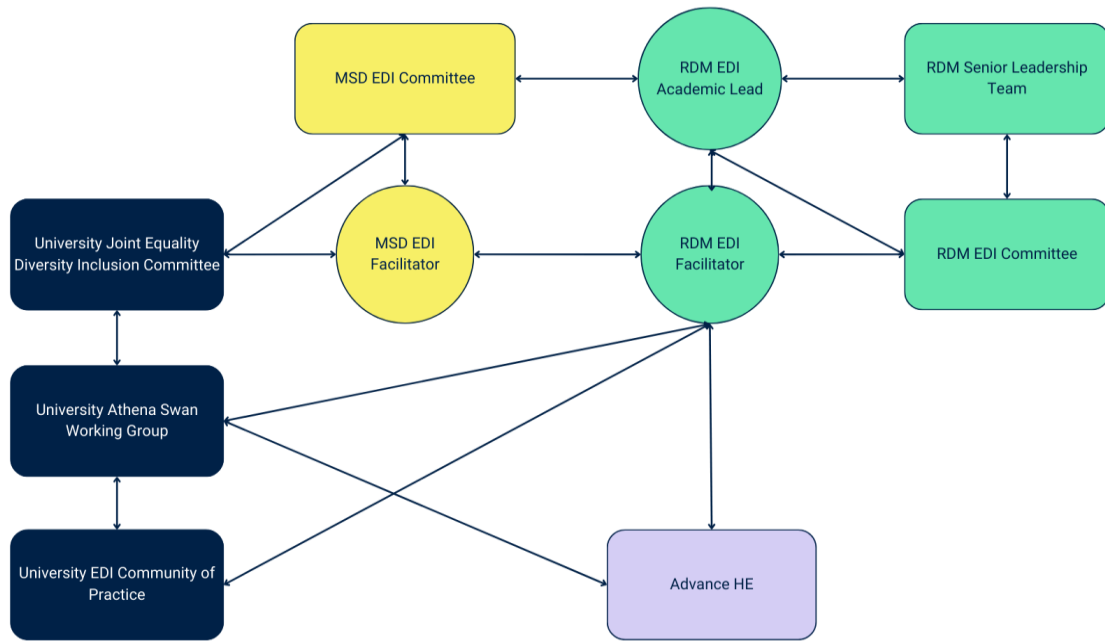 MSD EDI Committee
RDM EDI
Academic Lead
RDM Senior Leadership
Team
University Joint Equality
Diversity Inclusion Committee
MSD EDI
Facilitator
RDM EDI
Facilitator
RDM EDI Committee
University Athena Swan
Working Group
University EDI Community of
Practice
Advance HE